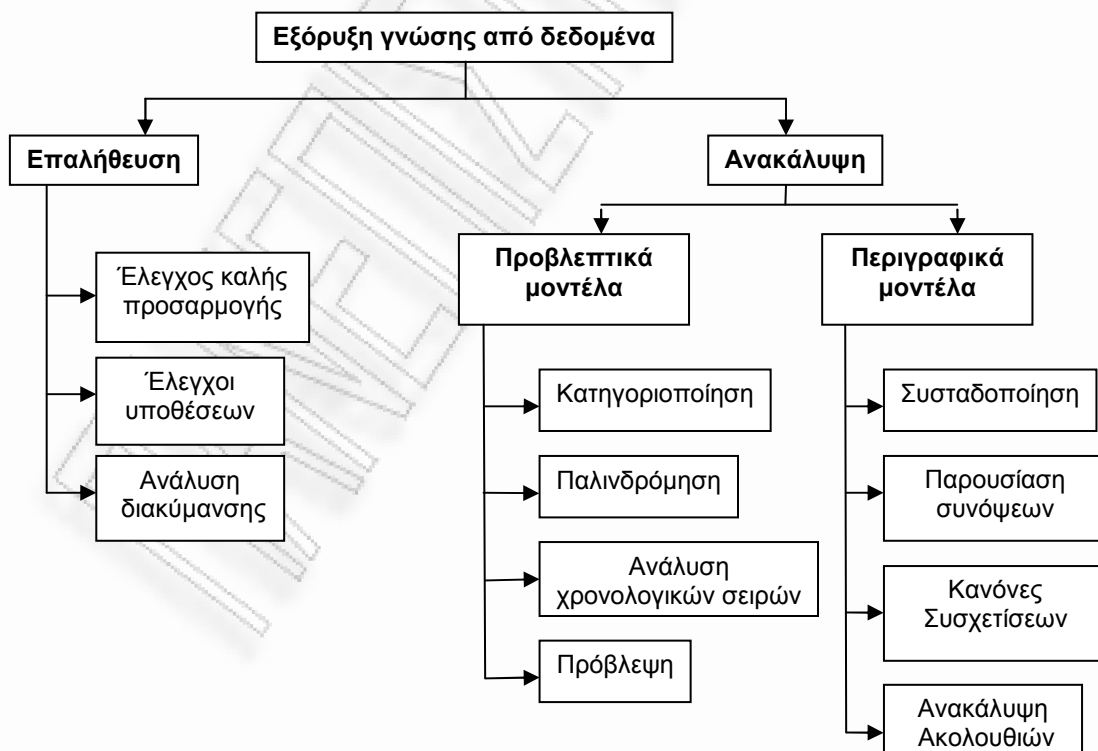 Εξόρυξη γνώσης από δεδομένα
Επαλήθευση
Ανακάλυψη
Έλεγχος καλής
προσαρμογής
Έλεγχοι
υποθέσεων
Ανάλυση
διακύμανσης
Προβλεπτικά
μοντέλα
Κατηγοριοποίηση
Παλινδρόμηση
Ανάλυση
χρονολογικών σειρών
Πρόβλεψη
Περιγραφικά
μοντέλα
Συσταδοποίηση
Παρουσίαση
συνόψεων
Κανόνες
Συσχετίσεων
Ανακάλυψη
Ακολουθιών